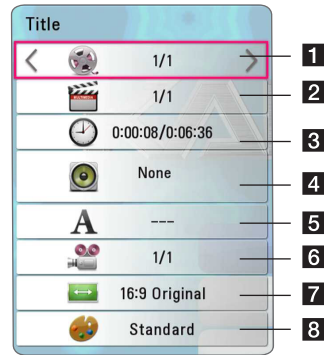 Title
1/1 1
1/1 2
0:00:08/0:06:36 3
None 4
A --- 5
1/1 6
16:9 Original 7
Standard 8